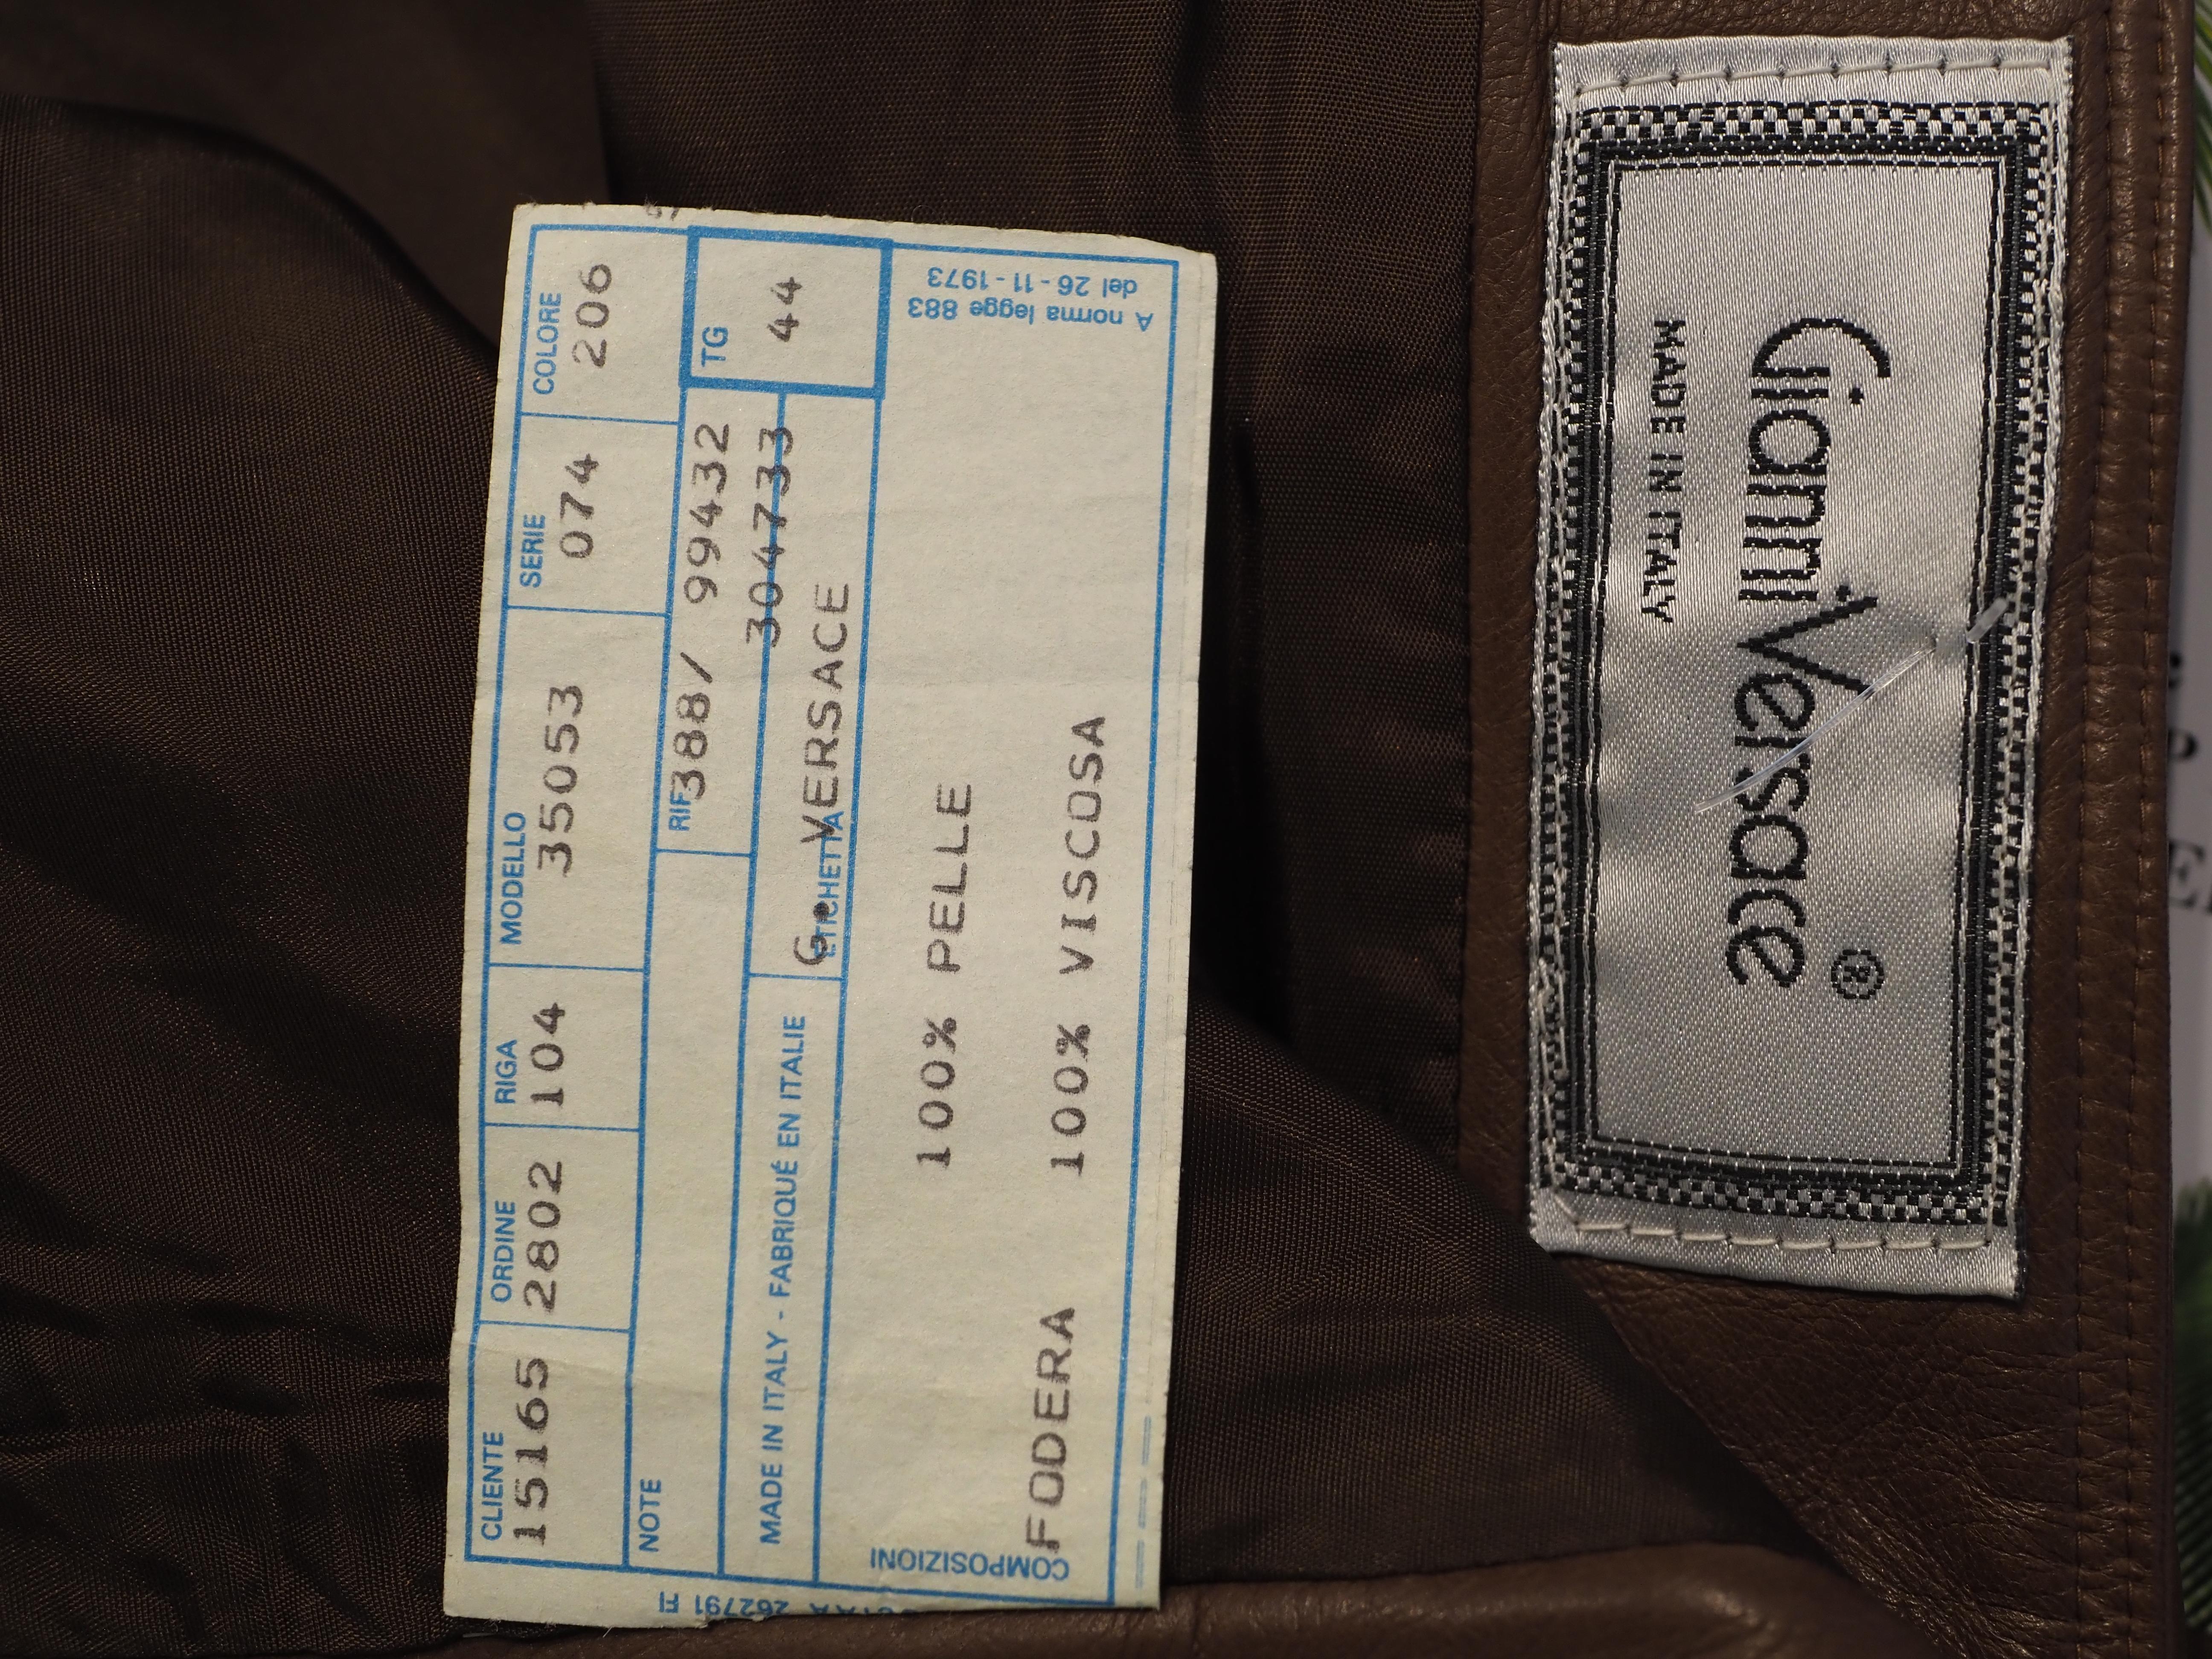 CLIENTE
15165
ORDINE
2802
RIGA
104
MODELLO
35053
SERIE
074
COLORE
206
NOTE
RIF
388/ 99432
304733
TG
44
MADE IN ITALY - FABRIQUÉ EN ITALIE
ETICHETTA
G. VERSACE
COMPOSIZIONI
100% PELLE
FODERA 100% VISCOSA
A norma legge 883
del 26-11-1973
262791 TI
Gianni Versace ®
MADE IN ITALY